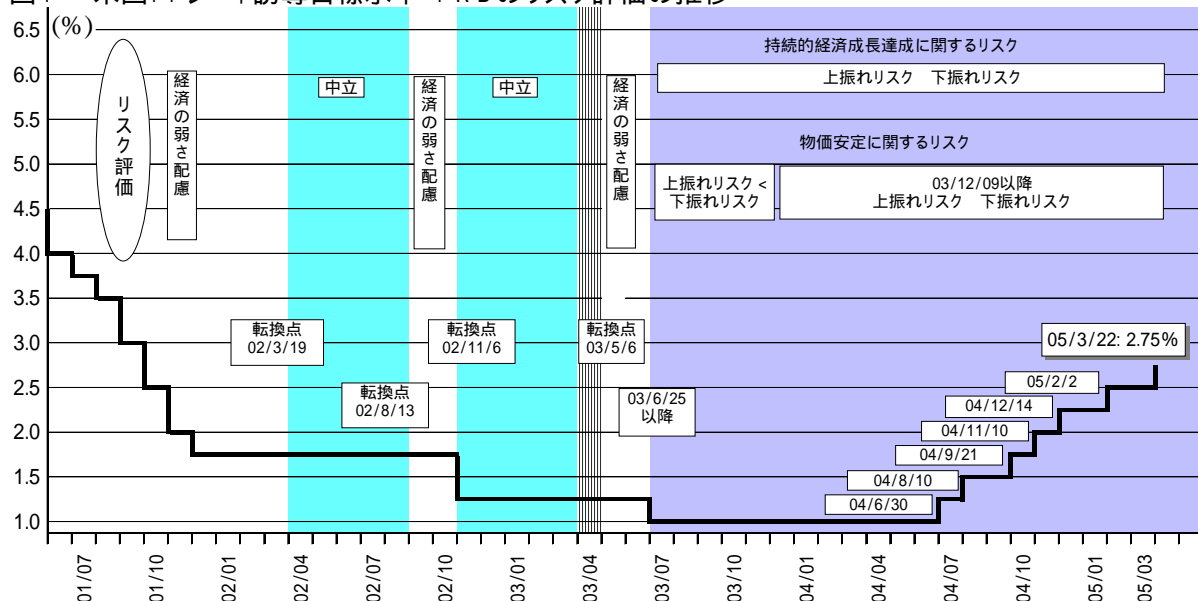 (%)
6.5
6.0
5.5
5.0
4.5
4.0
3.5
3.0
2.5
2.0
1.5
1.0
リスク評価
経済の弱さ配慮
中立
経済の弱さ配慮
中立
経済の弱さ配慮
持続的経済成長達成に関するリスク
上振れリスク 下振れリスク
物価安定に関するリスク
上振れリスク <
下振れリスク
03/12/09以降
上振れリスク 下振れリスク
転換点
02/3/19
転換点
02/8/13
転換点
02/11/6
転換点
03/5/6
03/6/25
以降
05/3/22: 2.75%
05/2/2
04/12/14
04/11/10
04/9/21
04/8/10
04/6/30
01/07
01/10
02/01
02/04
02/07
02/10
03/01
03/04
03/07
03/10
04/01
04/04
04/07
04/10
05/01
05/03